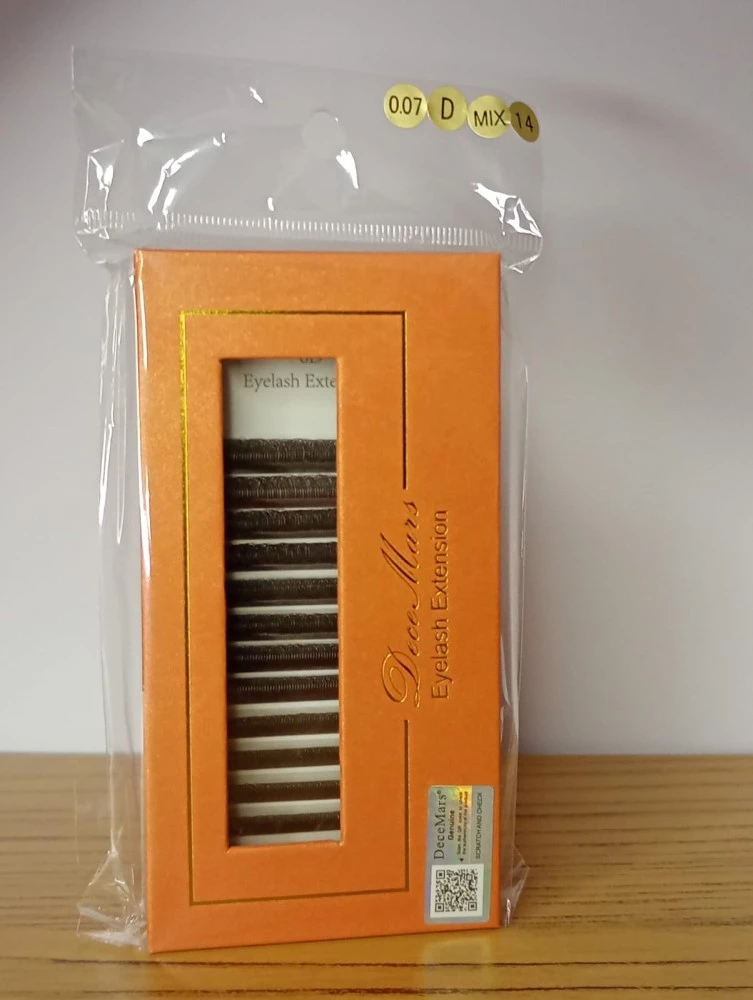 0.07 D MIX 14
Eyelash Exte
DeceMars
Eyelash Extension
DeceMars®
Genuine
SCRATCH AND CHECK